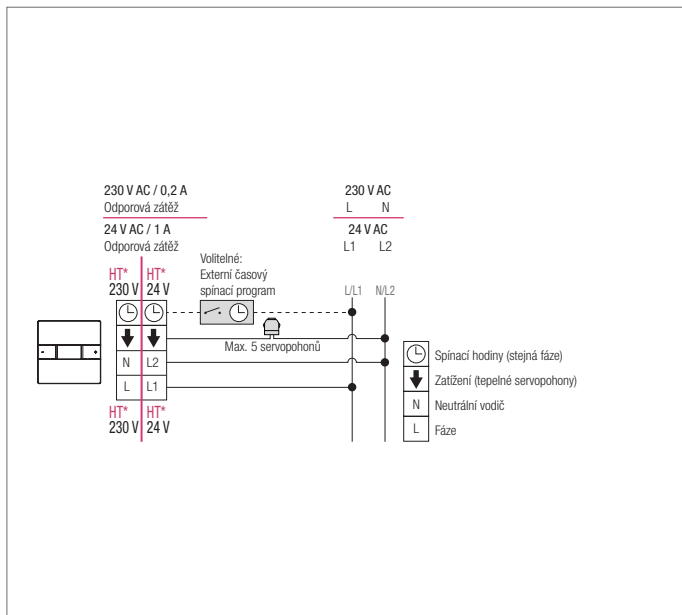 230 V AC / 0,2 A
Odporová zátěž
24 V AC / 1 A
Odporová zátěž
230 V AC
L N
24 V AC
L1 L2
Volitelné:
Externí časový
spínací program
HT* HT*
230 V 24 V
L/L1 N/L2
Max. 5 servopohonů
N L2
L L1
HT* HT*
230 V 24 V
Spínací hodiny (stejná fáze)
Zatížení (tepelné servopohony)
N Neutrální vodič
L Fáze